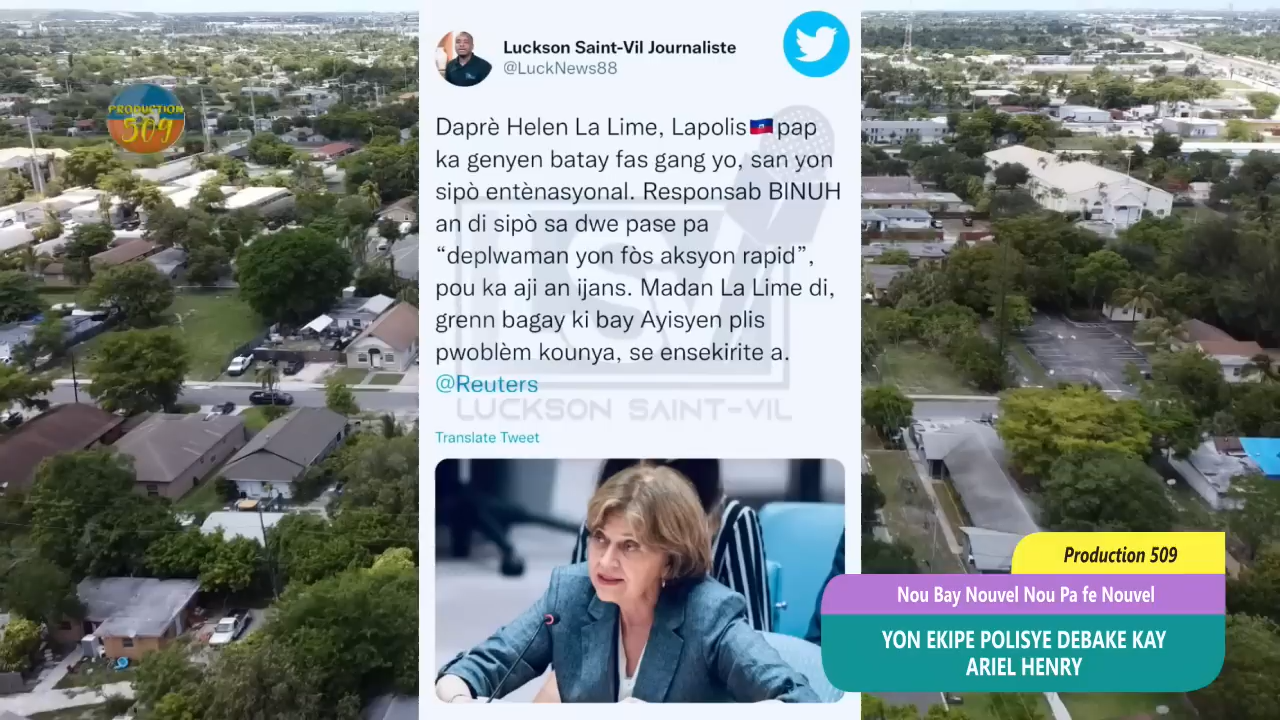 PRODUCTION
509
Luckson Saint-Vil Journaliste
@LuckNews88
Daprè Helen La Lime, Lapolis🇭🇹pap
ka genyen batay fas gang yo, san yon
sipò entènasyonal. Responsab BINUH
an di sipò sa dwe pase pa
“deplwaman yon fòs aksyon rapid”,
pou ka aji an ijans. Madan La Lime di,
grenn bagay ki bay Ayisyen plis
pwoblèm kounya, se ensekirite a.
@Reuters
LUCKSON SAINT-VIL
Translate Tweet
Production 509
Nou Bay Nouvel Nou Pa fe Nouvel
YON EKIPE POLISYE DEBAKE KAY
ARIEL HENRY